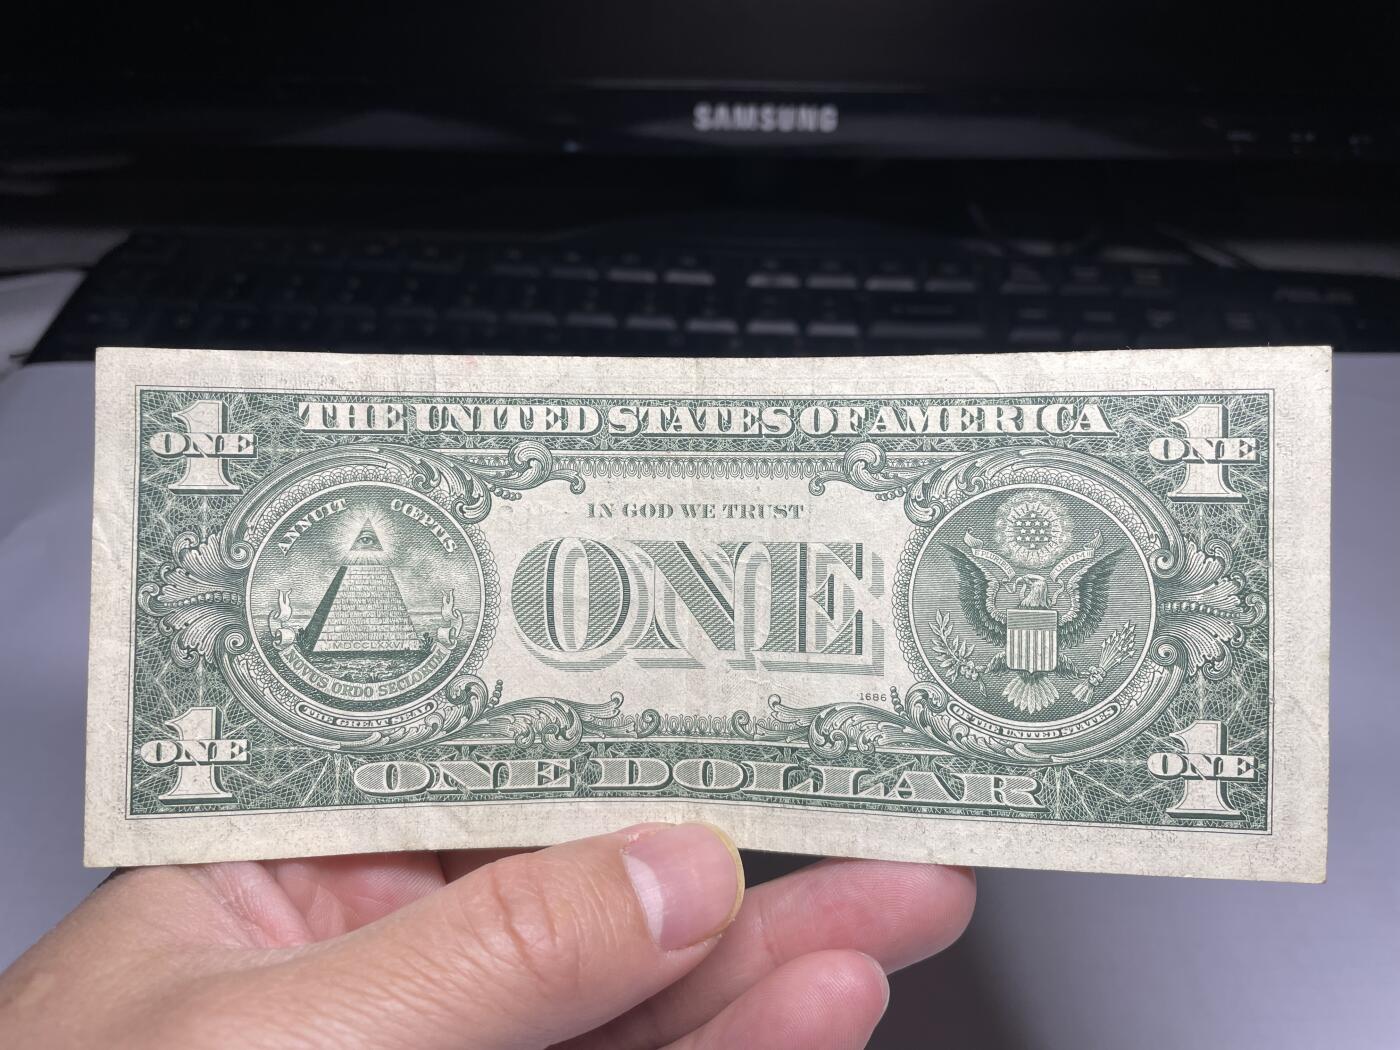 SAMSUNG
THE UNITED STATES OF AMERICA
1
ONE
1
ONE
IN GOD WE TRUST
ANNUIT CŒPTIS
ONE
MDCCLXXVI
NOVUS ORDO SECLORUM
THE GREAT SEAL
1686
OF THE UNITED STATES
1
ONE
1
ONE
ONE DOLLAR